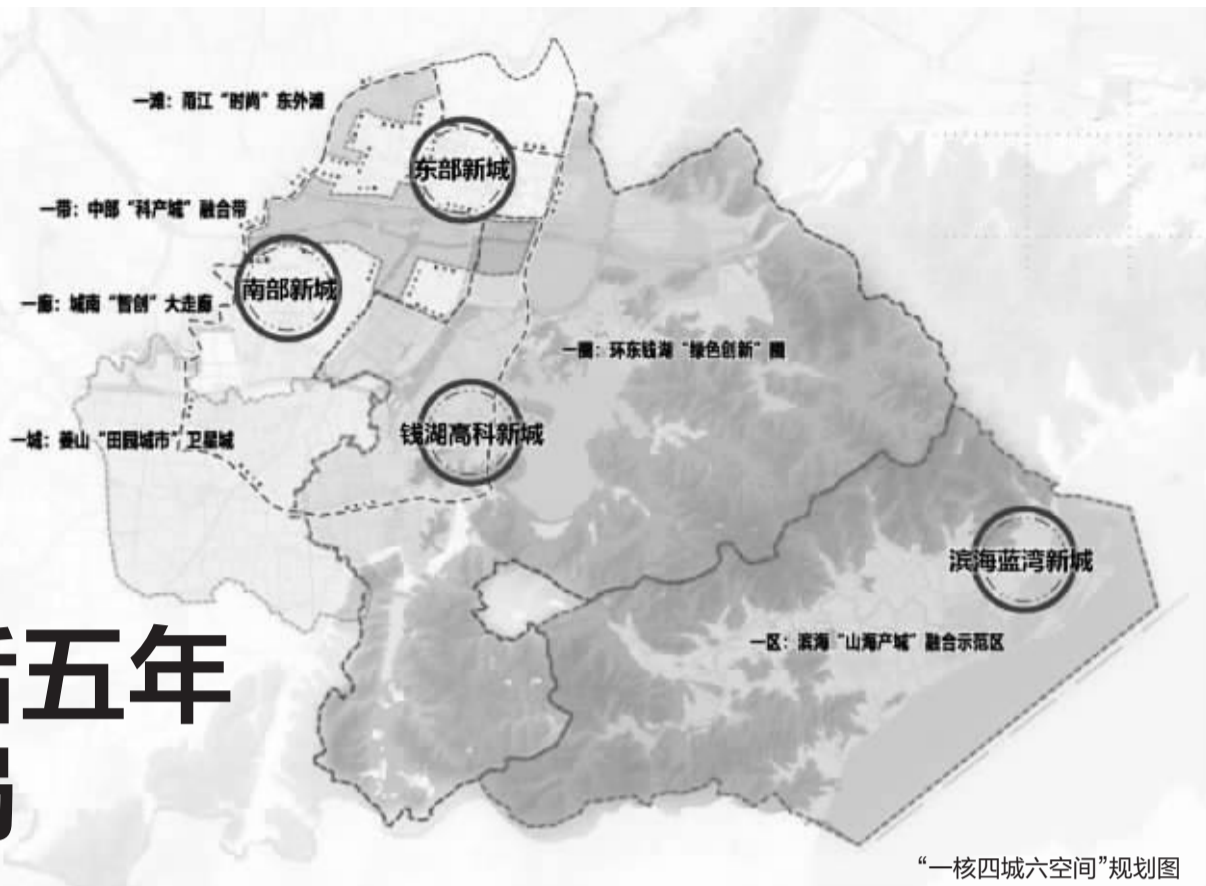 一滩：甬江“时尚”东外滩
东部新城
一带：中部“科产城”融合带
南部新城
一廊：城南“智创”大走廊
一圈：环东钱湖“绿色创新”圈
钱湖高科新城
一城：姜山“田园城市”卫星城
滨海蓝湾新城
一区：滨海“山海产城”融合示范区
后五年
局
“一核四城六空间”规划图